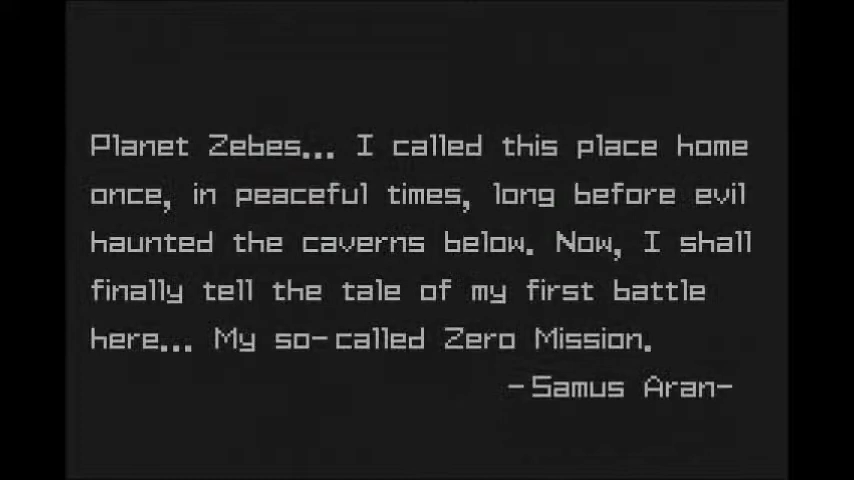 Planet Zebes... I called this place home
once, in peaceful times, long before evil
haunted the caverns below. Now, I shall
finally tell the tale of my first battle
here... My so-called Zero Mission.
-Samus Aran-